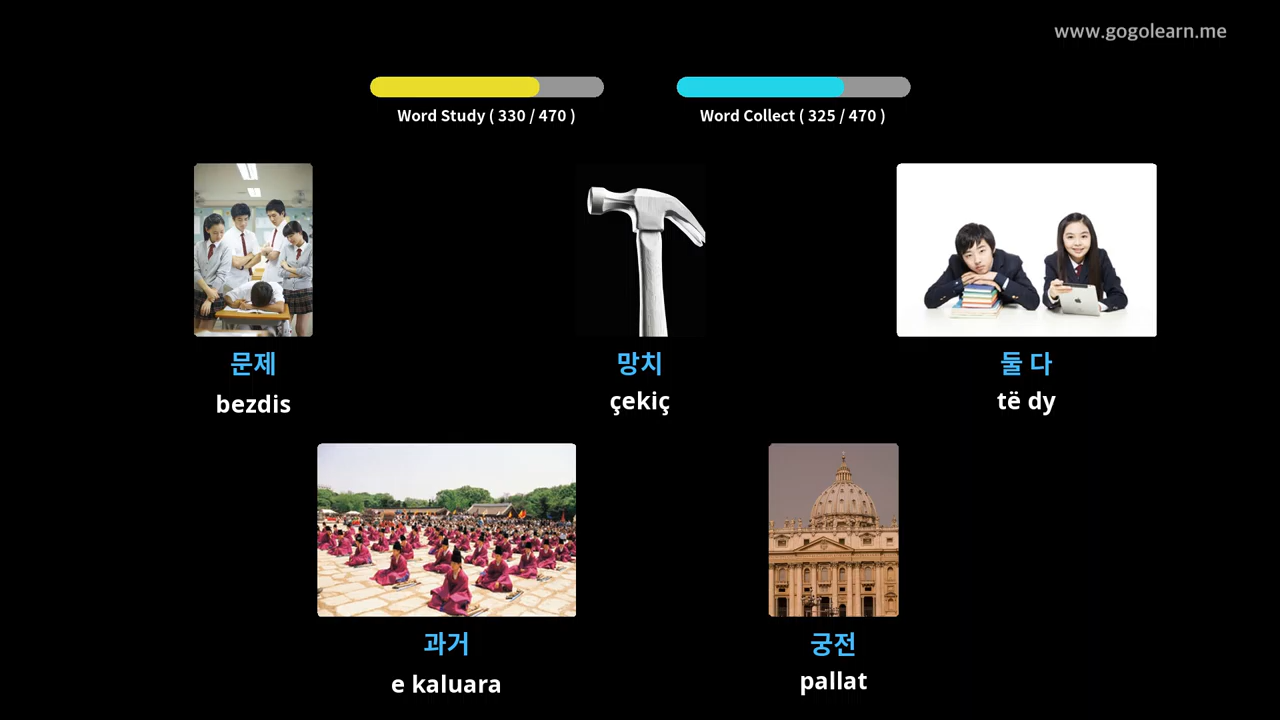 www.gogolearn.me
Word Study ( 330 / 470 )
Word Collect ( 325 / 470 )
문제
bezdis
망치
çekiç
둘 다
të dy
과거
e kaluara
궁전
pallat